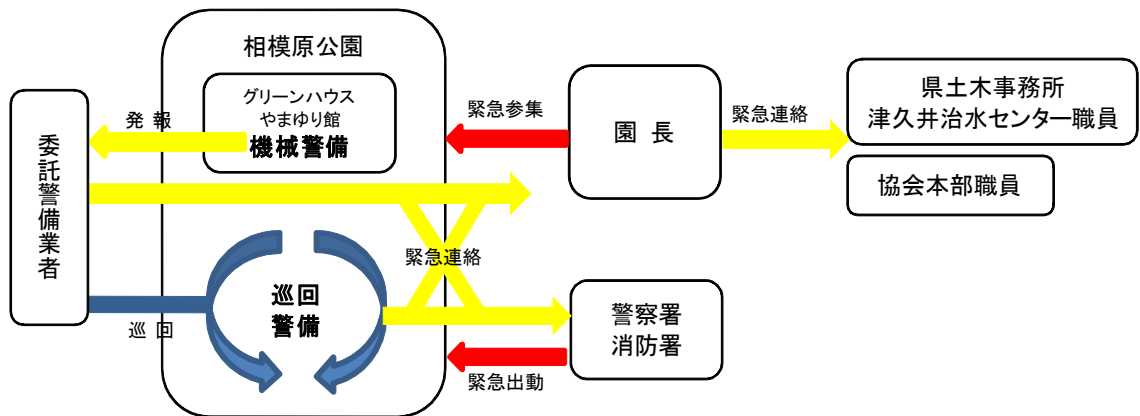 相模原公園
グリーンハウス
やまゆり館
機械警備
発報
委託警備業者
緊急参集
園長
緊急連絡
県土木事務所
津久井治水センター職員
協会本部職員
緊急連絡
巡回
警備
巡回
警察署
消防署
緊急出動